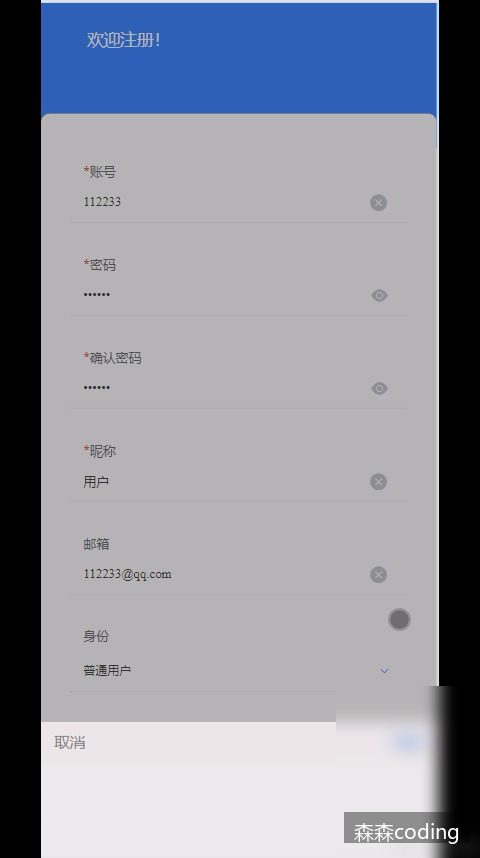 欢迎注册！
*账号
112233
*密码
••••••
*确认密码
••••••
*昵称
用户
邮箱
112233@qq.com
身份
普通用户
取消
森森coding